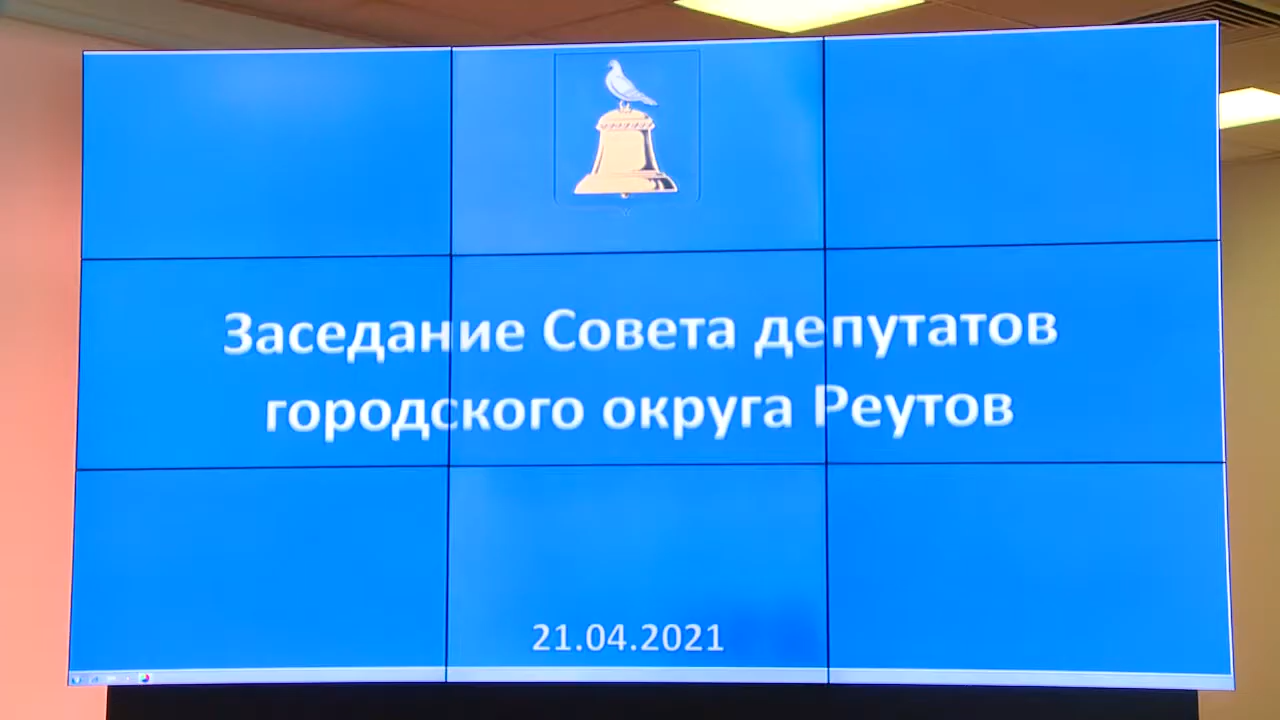 Заседание Совета депутатов
городского округа Реутов
21.04.2021